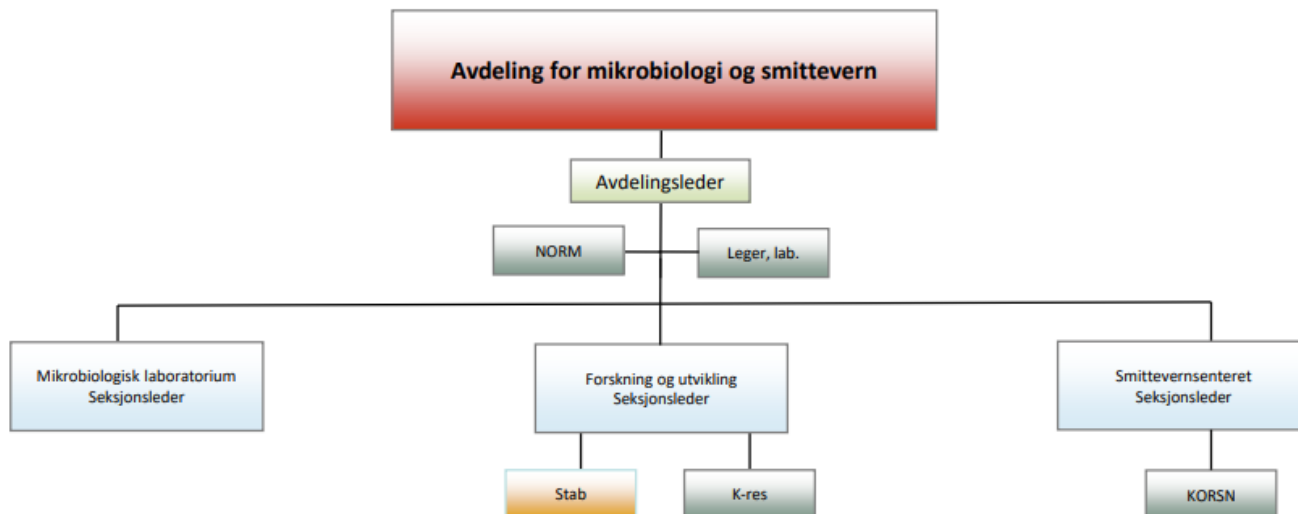 Avdeling for mikrobiologi og smittevern
Avdelingsleder
NORM
Leger, lab.
Mikrobiologisk laboratorium
Seksjonsleder
Forskning og utvikling
Seksjonsleder
Smittevernsenteret
Seksjonsleder
Stab
K-res
KORSN